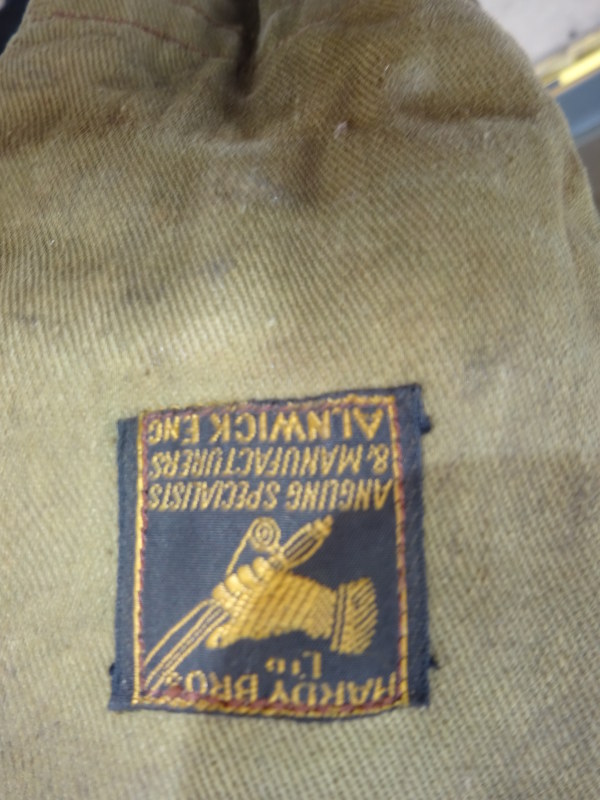 HARDY BROS
LTD
ANGLING SPECIALISTS
& MANUFACTURERS
ALNWICK ENG